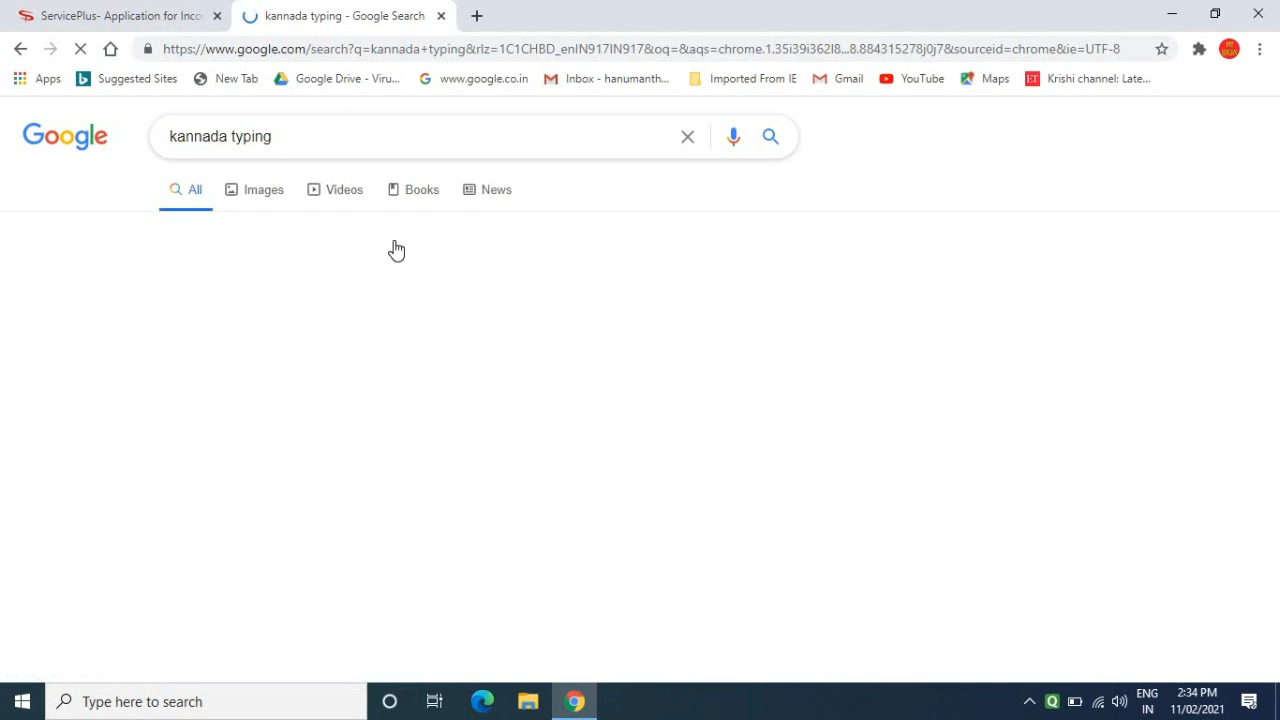 ServicePlus- Application for Inco
kannada typing - Google Search
https://www.google.com/search?q=kannada+typing&rlz=1C1CHBD_enIN917IN917&oq=&aqs=chrome.1.35i39i362l8...8.884315278j0j7&sourceid=chrome&ie=UTF-8
Apps Suggested Sites New Tab Google Drive - Viru... www.google.co.in Inbox - hanumanth... Imported From IE Gmail YouTube Maps ET Krishi channel: Late...
Google kannada typing
All Images Videos Books News
Type here to search
ENG 2:34 PM
IN 11/02/2021